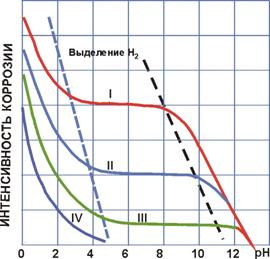 ИНТЕНСИВНОСТЬ КОРРОЗИИ
Выделение H₂
I
II
III
IV
0 2 4 6 8 10 12 pH